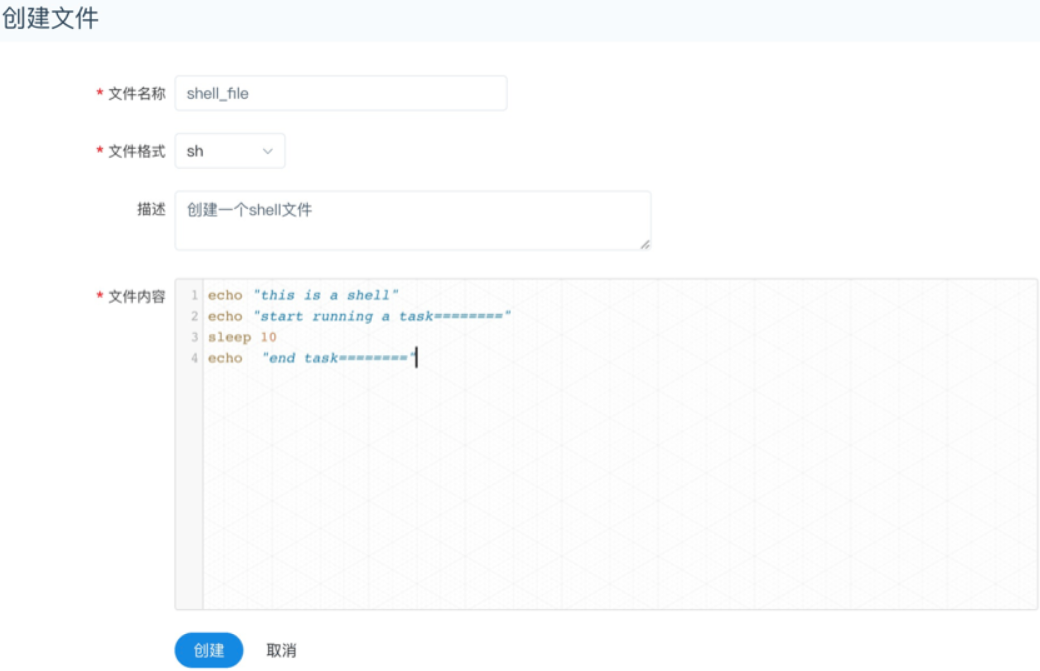 创建文件
* 文件名称 shell_file
* 文件格式 sh
描述 创建一个shell文件
* 文件内容
1 echo "this is a shell"
2 echo "start running a task========"
3 sleep 10
4 echo  "end task========"
创建 取消